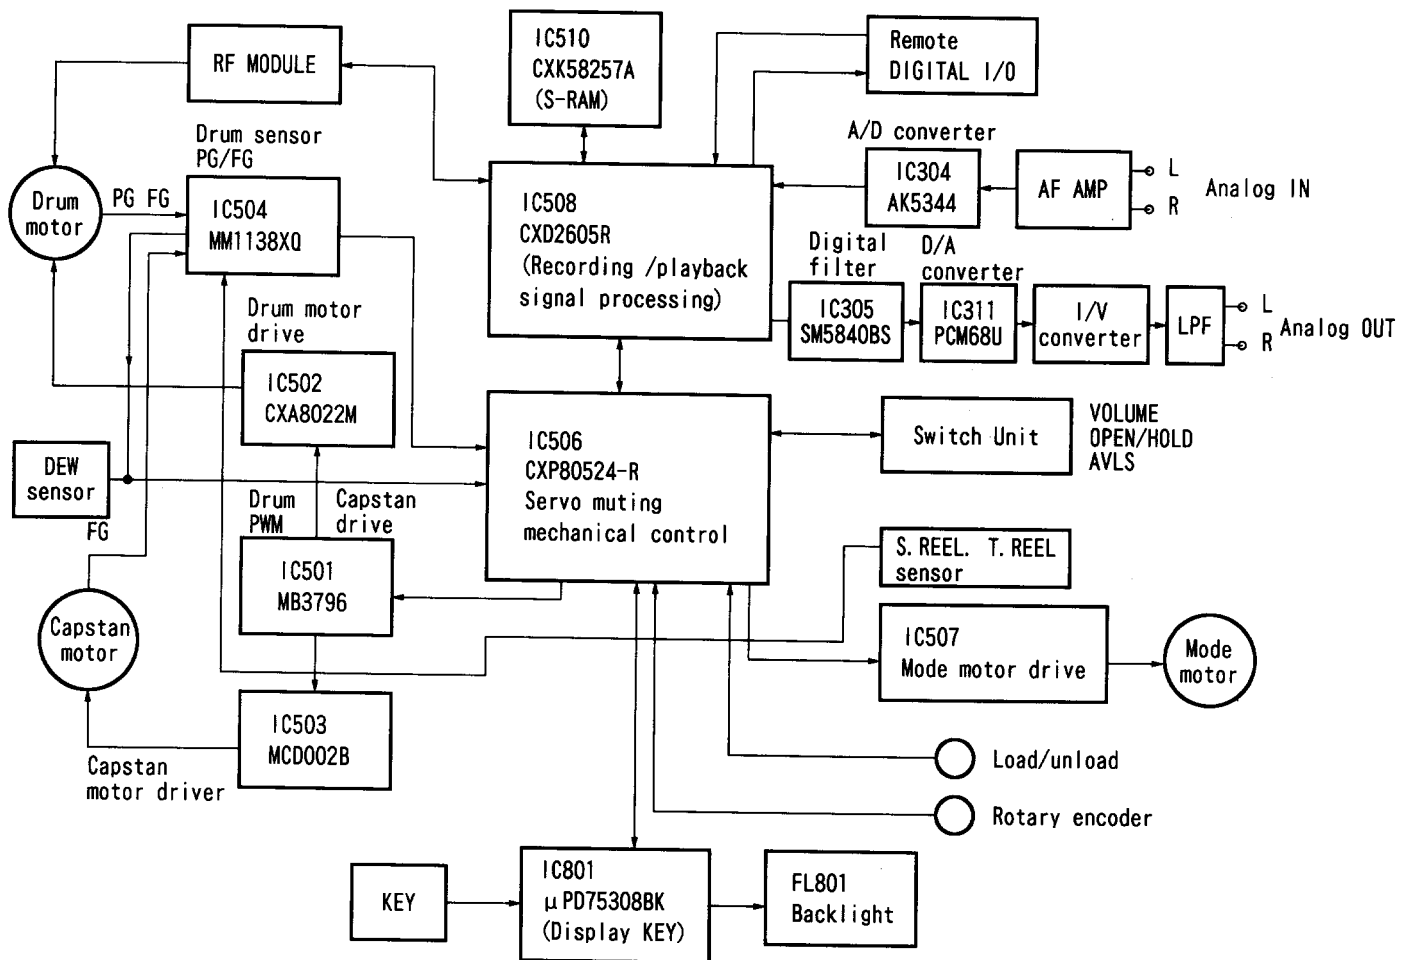 RF MODULE
IC510
CXK58257A
(S-RAM)
Remote
DIGITAL I/O
Drum sensor
PG/FG
A/D converter
Drum
motor
PG FG
IC504
MM1138XQ
IC508
CXD2605R
(Recording /playback
signal processing)
IC304
AK5344
AF AMP
L
R
Analog IN
Digital
filter
D/A
converter
IC305
SM5840BS
IC311
PCM68U
I/V
converter
LPF
L
R
Analog OUT
Drum motor
drive
IC502
CXA8022M
IC506
CXP80524-R
Servo muting
mechanical control
Switch Unit
VOLUME
OPEN/HOLD
AVLS
DEW
sensor
FG
Drum
PWM
Capstan
drive
IC501
MB3796
S. REEL. T. REEL
sensor
Capstan
motor
IC507
Mode motor drive
Mode
motor
IC503
MCD002B
Capstan
motor driver
Load/unload
Rotary encoder
KEY
IC801
μPD75308BK
(Display KEY)
FL801
Backlight